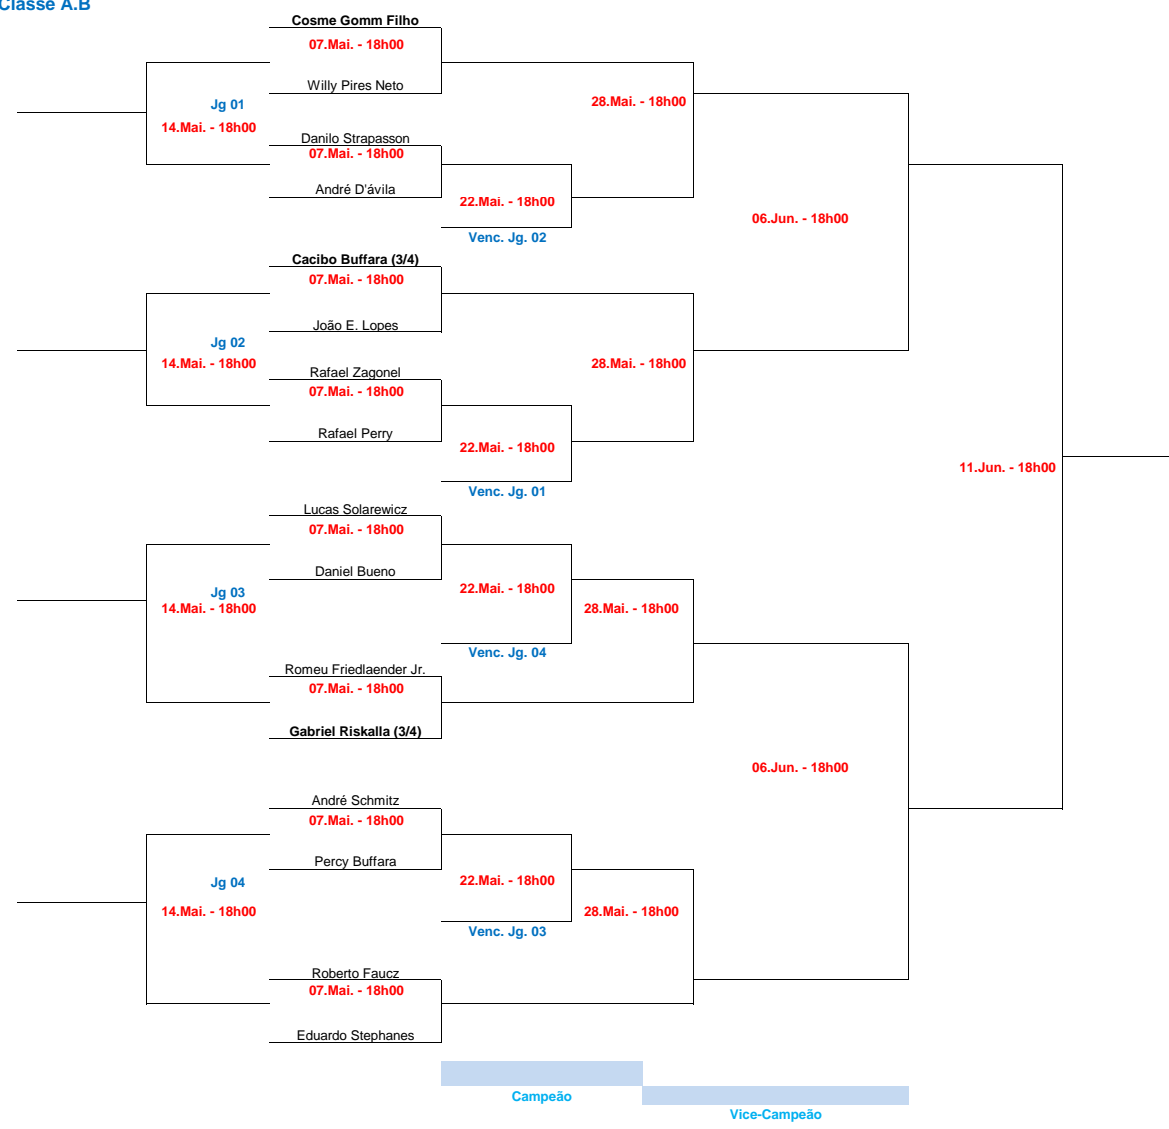 Classe A.B
Cosme Gomm Filho
07.Mai. - 18h00
Willy Pires Neto
28.Mai. - 18h00
Jg 01
14.Mai. - 18h00
Danilo Strapasson
07.Mai. - 18h00
André D'ávila
22.Mai. - 18h00
06.Jun. - 18h00
Venc. Jg. 02
Cacibo Buffara (3/4)
07.Mai. - 18h00
João E. Lopes
Jg 02
14.Mai. - 18h00
28.Mai. - 18h00
Rafael Zagonel
07.Mai. - 18h00
Rafael Perry
22.Mai. - 18h00
11.Jun. - 18h00
Venc. Jg. 01
Lucas Solarewicz
07.Mai. - 18h00
Daniel Bueno
22.Mai. - 18h00
Jg 03
14.Mai. - 18h00
28.Mai. - 18h00
Venc. Jg. 04
Romeu Friedlaender Jr.
07.Mai. - 18h00
Gabriel Riskalla (3/4)
06.Jun. - 18h00
André Schmitz
07.Mai. - 18h00
Percy Buffara
22.Mai. - 18h00
Jg 04
14.Mai. - 18h00
28.Mai. - 18h00
Venc. Jg. 03
Roberto Faucz
07.Mai. - 18h00
Eduardo Stephanes
Campeão
Vice-Campeão